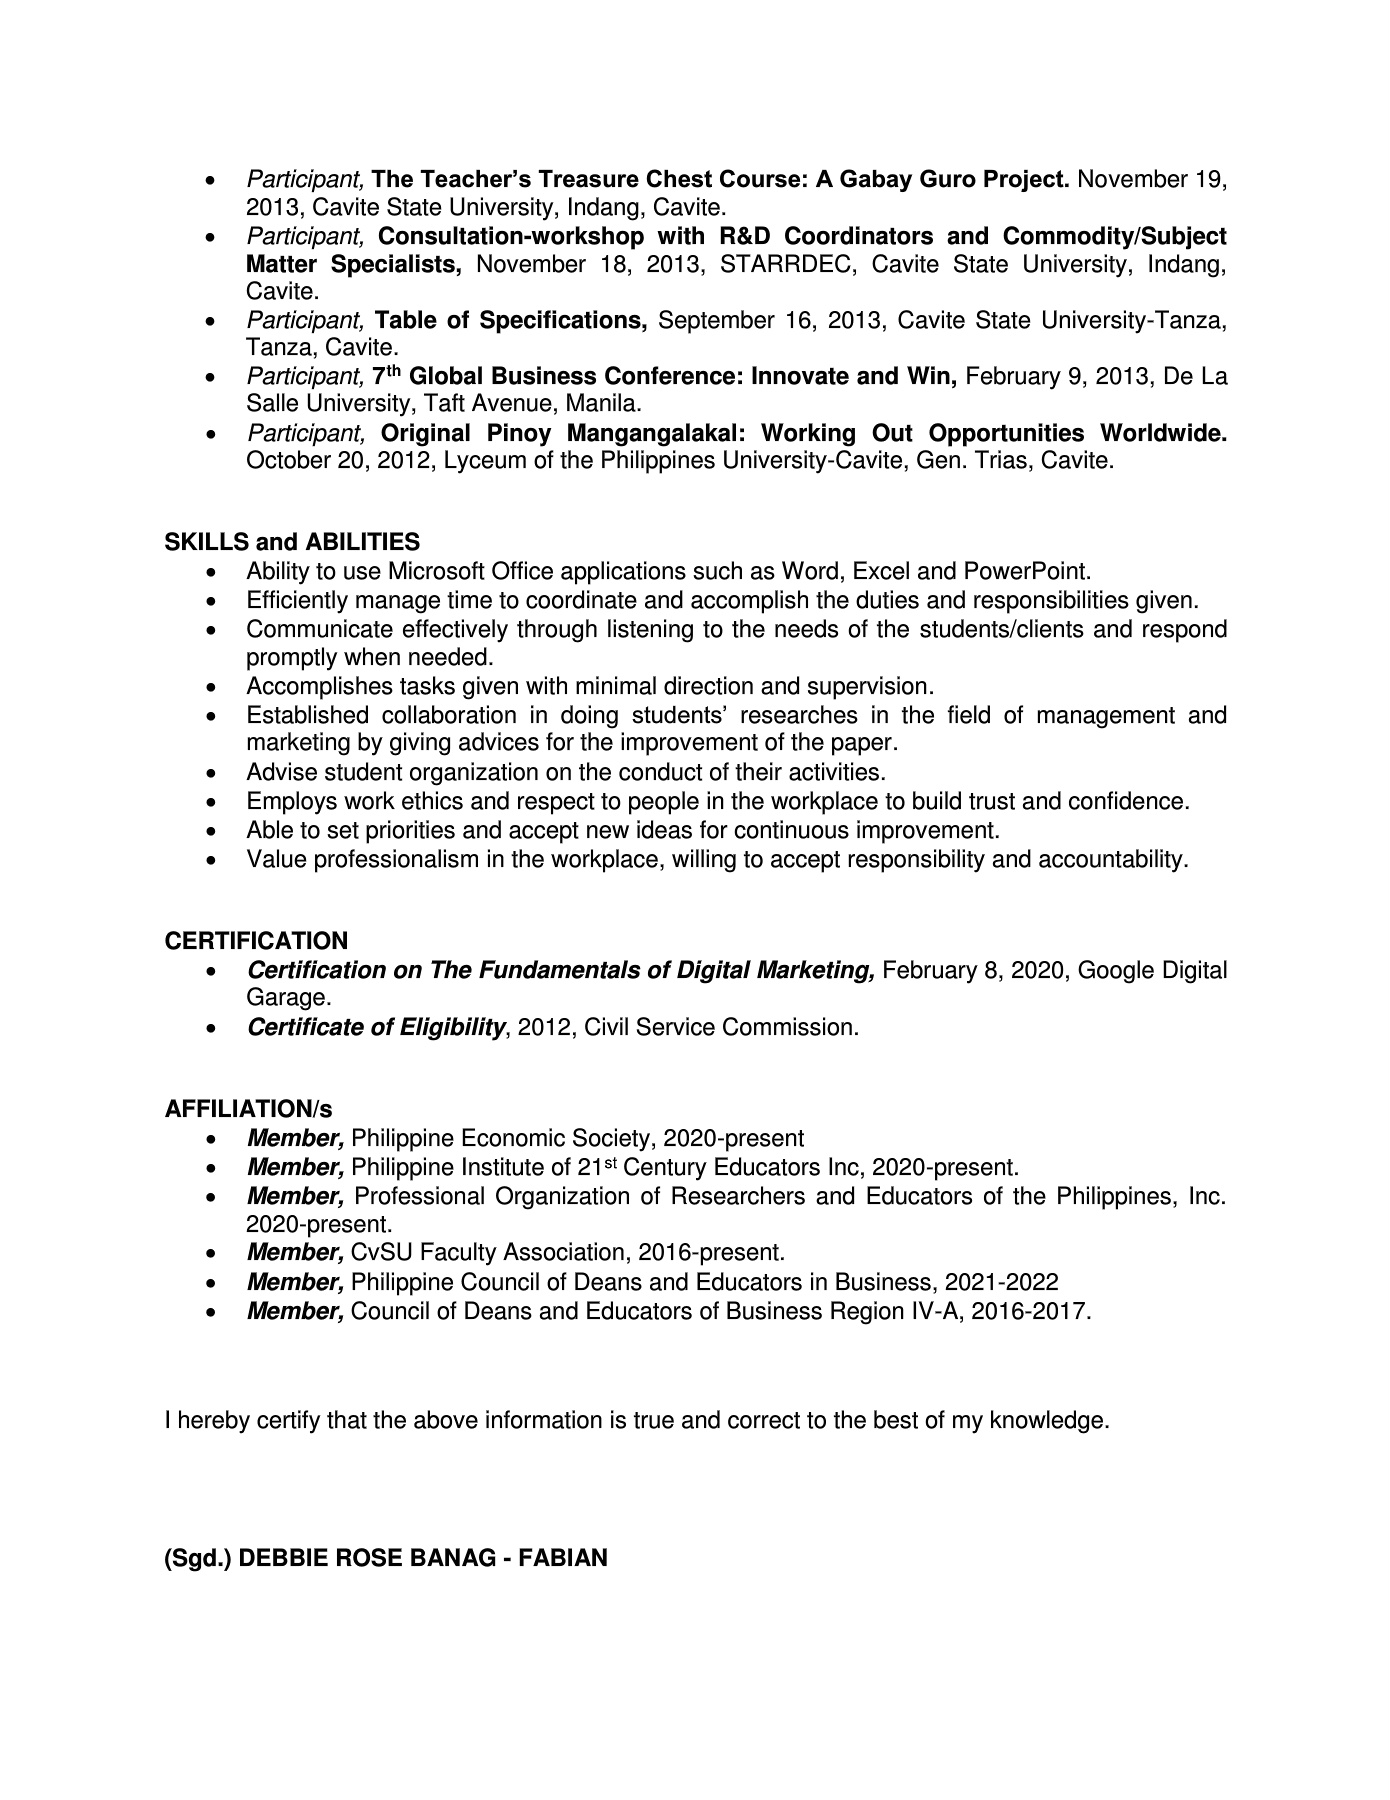 • Participant, The Teacher’s Treasure Chest Course: A Gabay Guro Project. November 19,
2013, Cavite State University, Indang, Cavite.
• Participant, Consultation-workshop with R&D Coordinators and Commodity/Subject
Matter Specialists, November 18, 2013, STARRDEC, Cavite State University, Indang,
Cavite.
• Participant, Table of Specifications, September 16, 2013, Cavite State University-Tanza,
Tanza, Cavite.
• Participant, 7th Global Business Conference: Innovate and Win, February 9, 2013, De La
Salle University, Taft Avenue, Manila.
• Participant, Original Pinoy Mangangalakal: Working Out Opportunities Worldwide.
October 20, 2012, Lyceum of the Philippines University-Cavite, Gen. Trias, Cavite.
SKILLS and ABILITIES
• Ability to use Microsoft Office applications such as Word, Excel and PowerPoint.
• Efficiently manage time to coordinate and accomplish the duties and responsibilities given.
• Communicate effectively through listening to the needs of the students/clients and respond
promptly when needed.
• Accomplishes tasks given with minimal direction and supervision.
• Established collaboration in doing students’ researches in the field of management and
marketing by giving advices for the improvement of the paper.
• Advise student organization on the conduct of their activities.
• Employs work ethics and respect to people in the workplace to build trust and confidence.
• Able to set priorities and accept new ideas for continuous improvement.
• Value professionalism in the workplace, willing to accept responsibility and accountability.
CERTIFICATION
• Certification on The Fundamentals of Digital Marketing, February 8, 2020, Google Digital
Garage.
• Certificate of Eligibility, 2012, Civil Service Commission.
AFFILIATION/s
• Member, Philippine Economic Society, 2020-present
• Member, Philippine Institute of 21st Century Educators Inc, 2020-present.
• Member, Professional Organization of Researchers and Educators of the Philippines, Inc.
2020-present.
• Member, CvSU Faculty Association, 2016-present.
• Member, Philippine Council of Deans and Educators in Business, 2021-2022
• Member, Council of Deans and Educators of Business Region IV-A, 2016-2017.
I hereby certify that the above information is true and correct to the best of my knowledge.
(Sgd.) DEBBIE ROSE BANAG - FABIAN